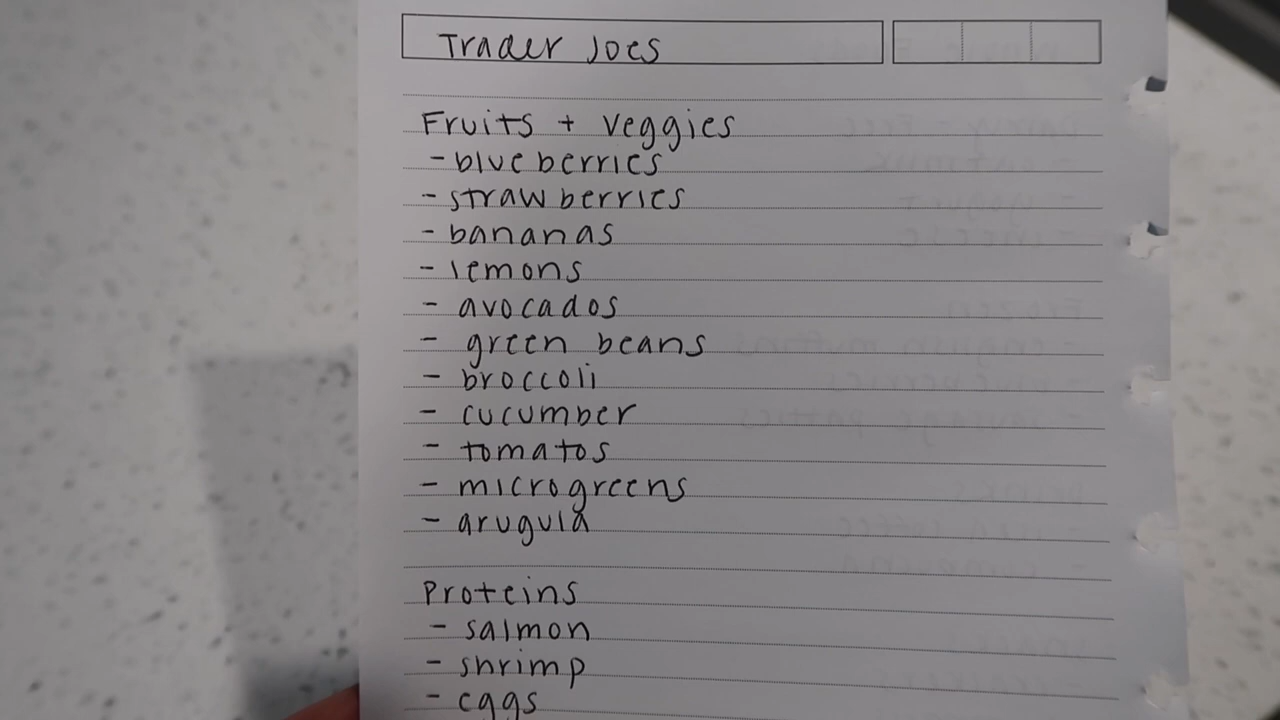 Trader Joes
Fruits + Veggies
- blueberries
- strawberries
- bananas
- lemons
- avocados
- green beans
- broccoli
- cucumber
- tomatos
- microgreens
- arugula
Proteins
- salmon
- shrimp
- eggs